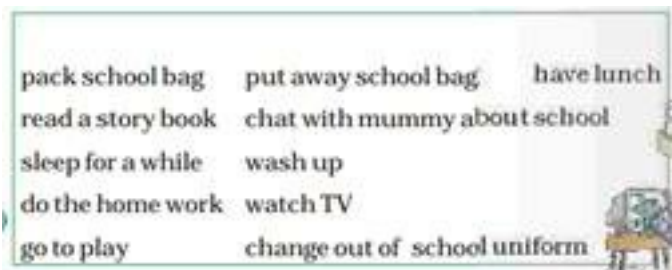 pack school bag put away school bag have lunch
read a story book chat with mummy about school
sleep for a while wash up
do the home work watch TV
go to play change out of school uniform